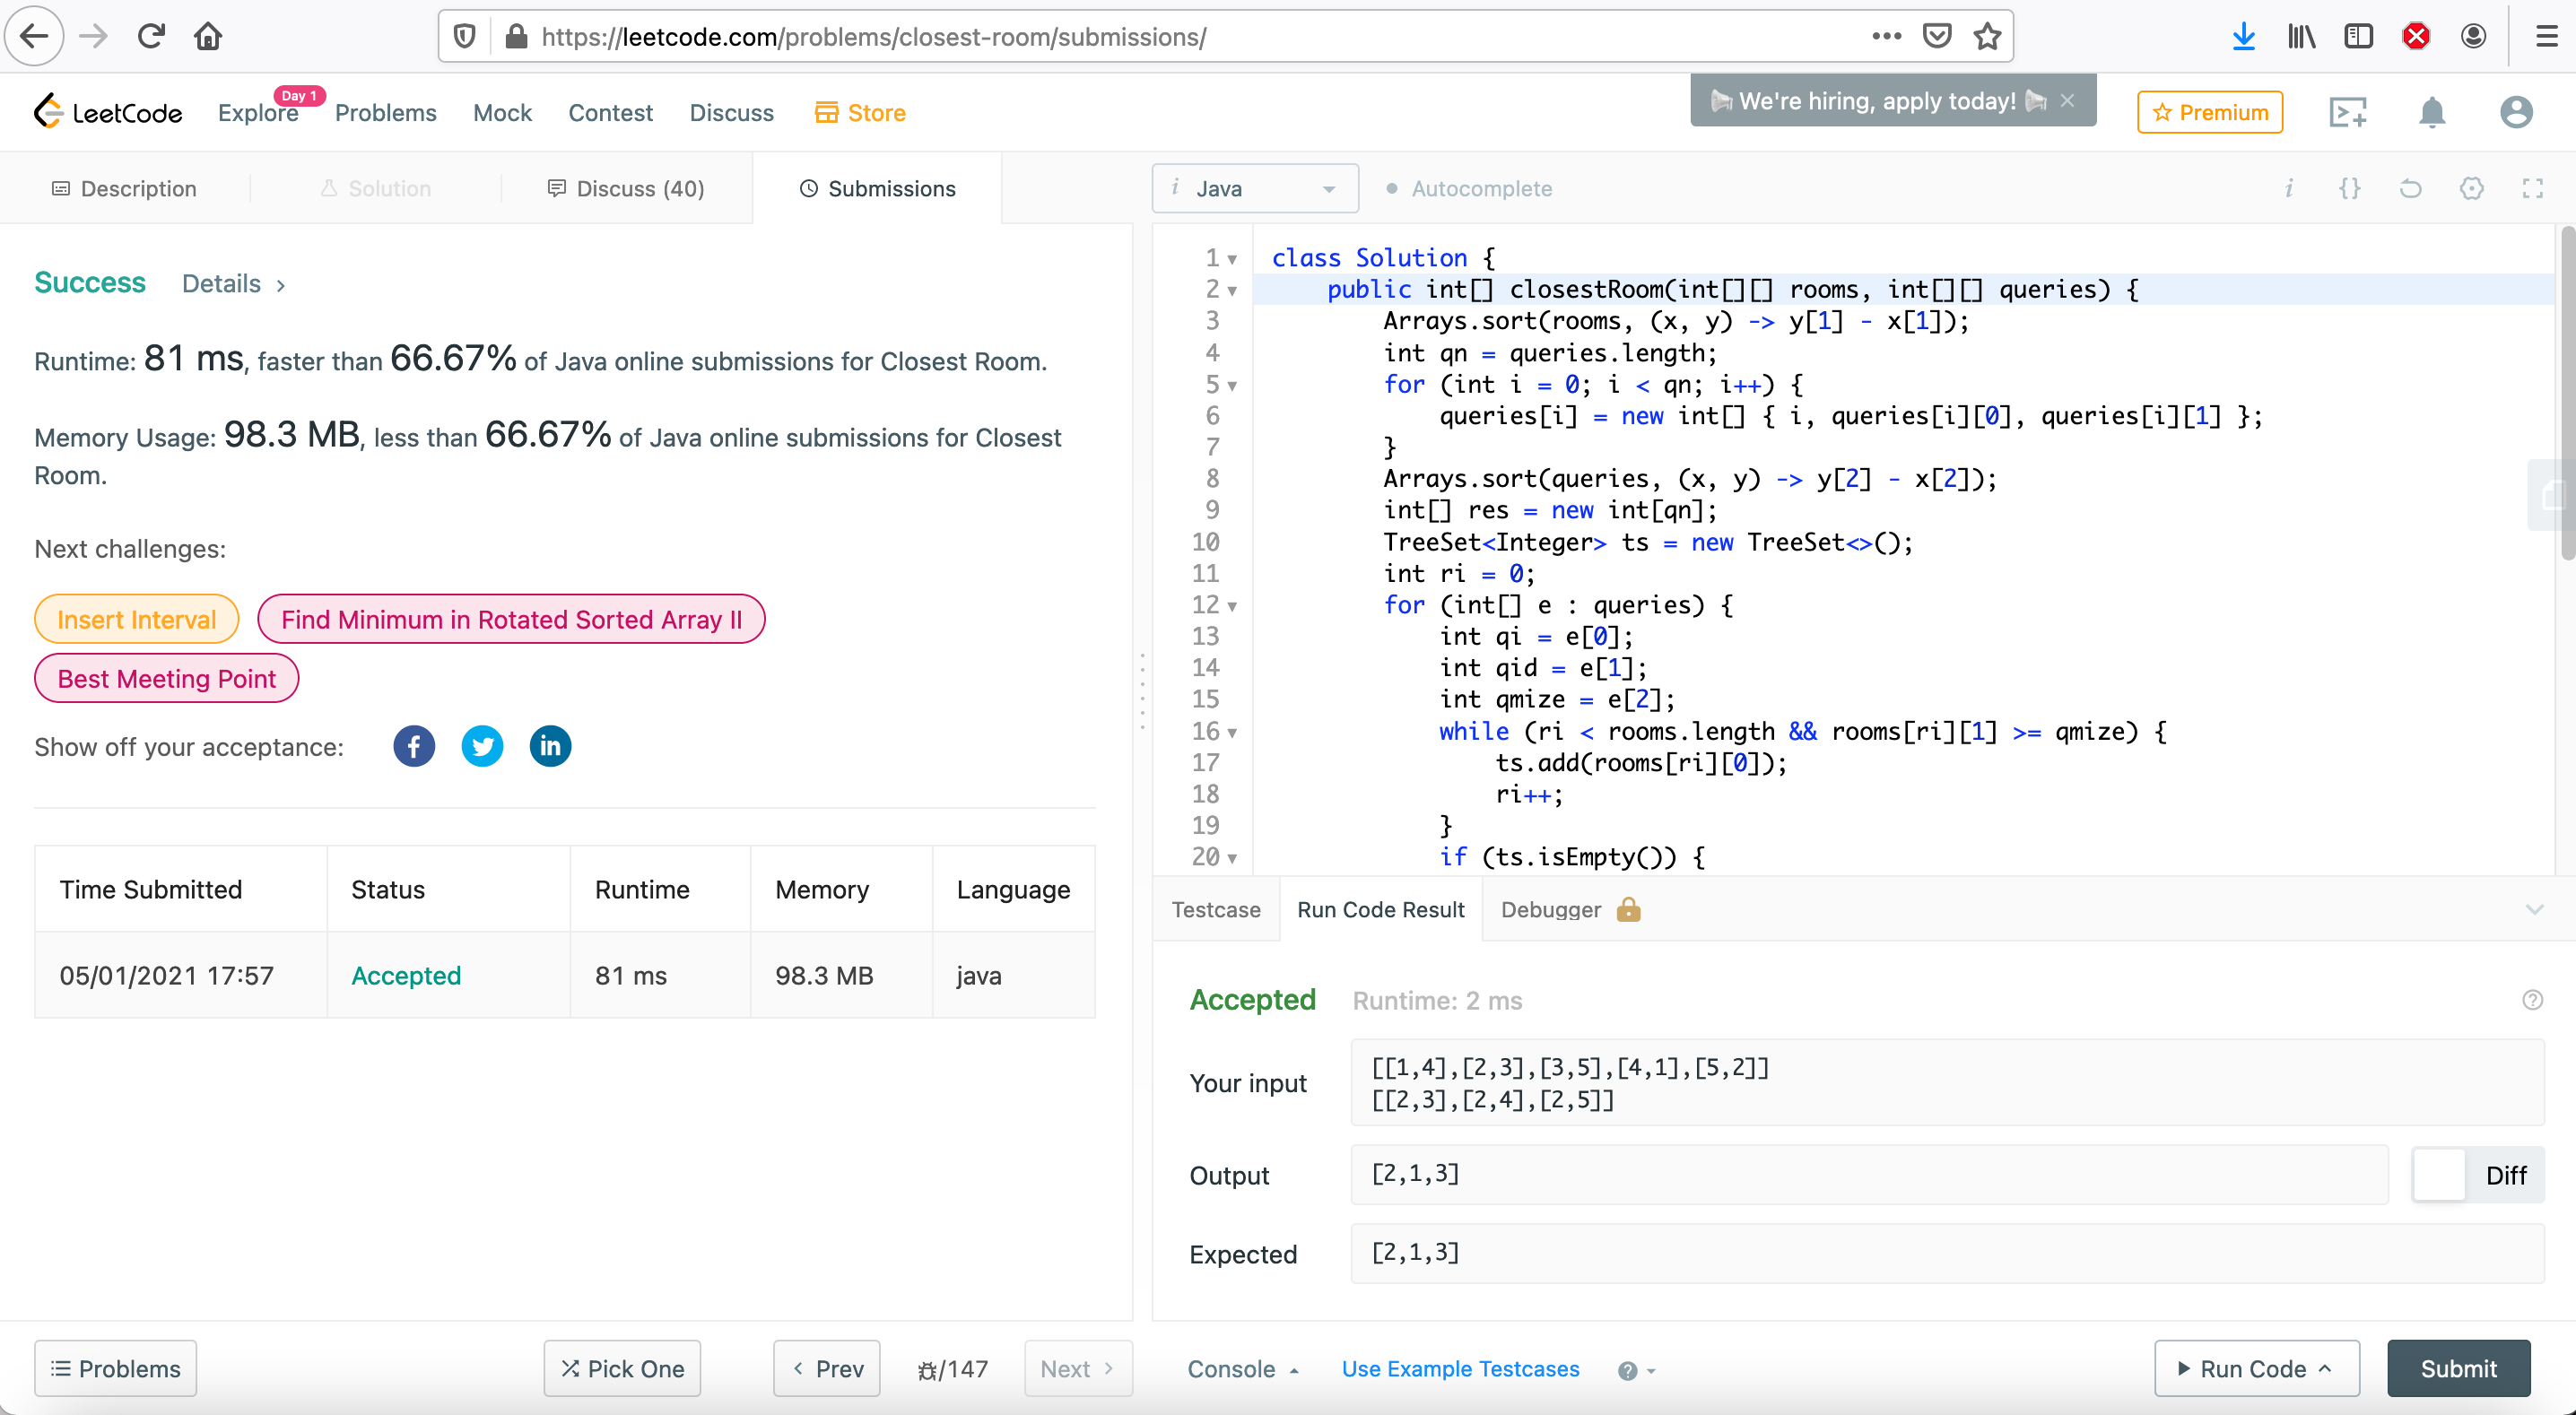 https://leetcode.com/problems/closest-room/submissions/
LeetCode
Explore
Day 1
Problems
Mock
Contest
Discuss
Store
We're hiring, apply today!
Premium
Description
Solution
Discuss (40)
Submissions
Success
Details
Runtime: 81 ms, faster than 66.67% of Java online submissions for Closest Room.
Memory Usage: 98.3 MB, less than 66.67% of Java online submissions for Closest
Room.
Next challenges:
Insert Interval
Find Minimum in Rotated Sorted Array II
Best Meeting Point
Show off your acceptance:
Time Submitted Status Runtime Memory Language
05/01/2021 17:57 Accepted 81 ms 98.3 MB java
Problems
Pick One
Prev
/147
Next
i Java
Autocomplete
1 class Solution {
2 public int[] closestRoom(int[][] rooms, int[][] queries) {
3 Arrays.sort(rooms, (x, y) -> y[1] - x[1]);
4 int qn = queries.length;
5 for (int i = 0; i < qn; i++) {
6 queries[i] = new int[] { i, queries[i][0], queries[i][1] };
7 }
8 Arrays.sort(queries, (x, y) -> y[2] - x[2]);
9 int[] res = new int[qn];
10 TreeSet<Integer> ts = new TreeSet<>();
11 int ri = 0;
12 for (int[] e : queries) {
13 int qi = e[0];
14 int qid = e[1];
15 int qmize = e[2];
16 while (ri < rooms.length && rooms[ri][1] >= qmize) {
17 ts.add(rooms[ri][0]);
18 ri++;
19 }
20 if (ts.isEmpty()) {
Testcase
Run Code Result
Debugger
Accepted
Runtime: 2 ms
Your input
[[1,4],[2,3],[3,5],[4,1],[5,2]]
[[2,3],[2,4],[2,5]]
Output
[2,1,3]
Diff
Expected
[2,1,3]
Console
Use Example Testcases
Run Code
Submit